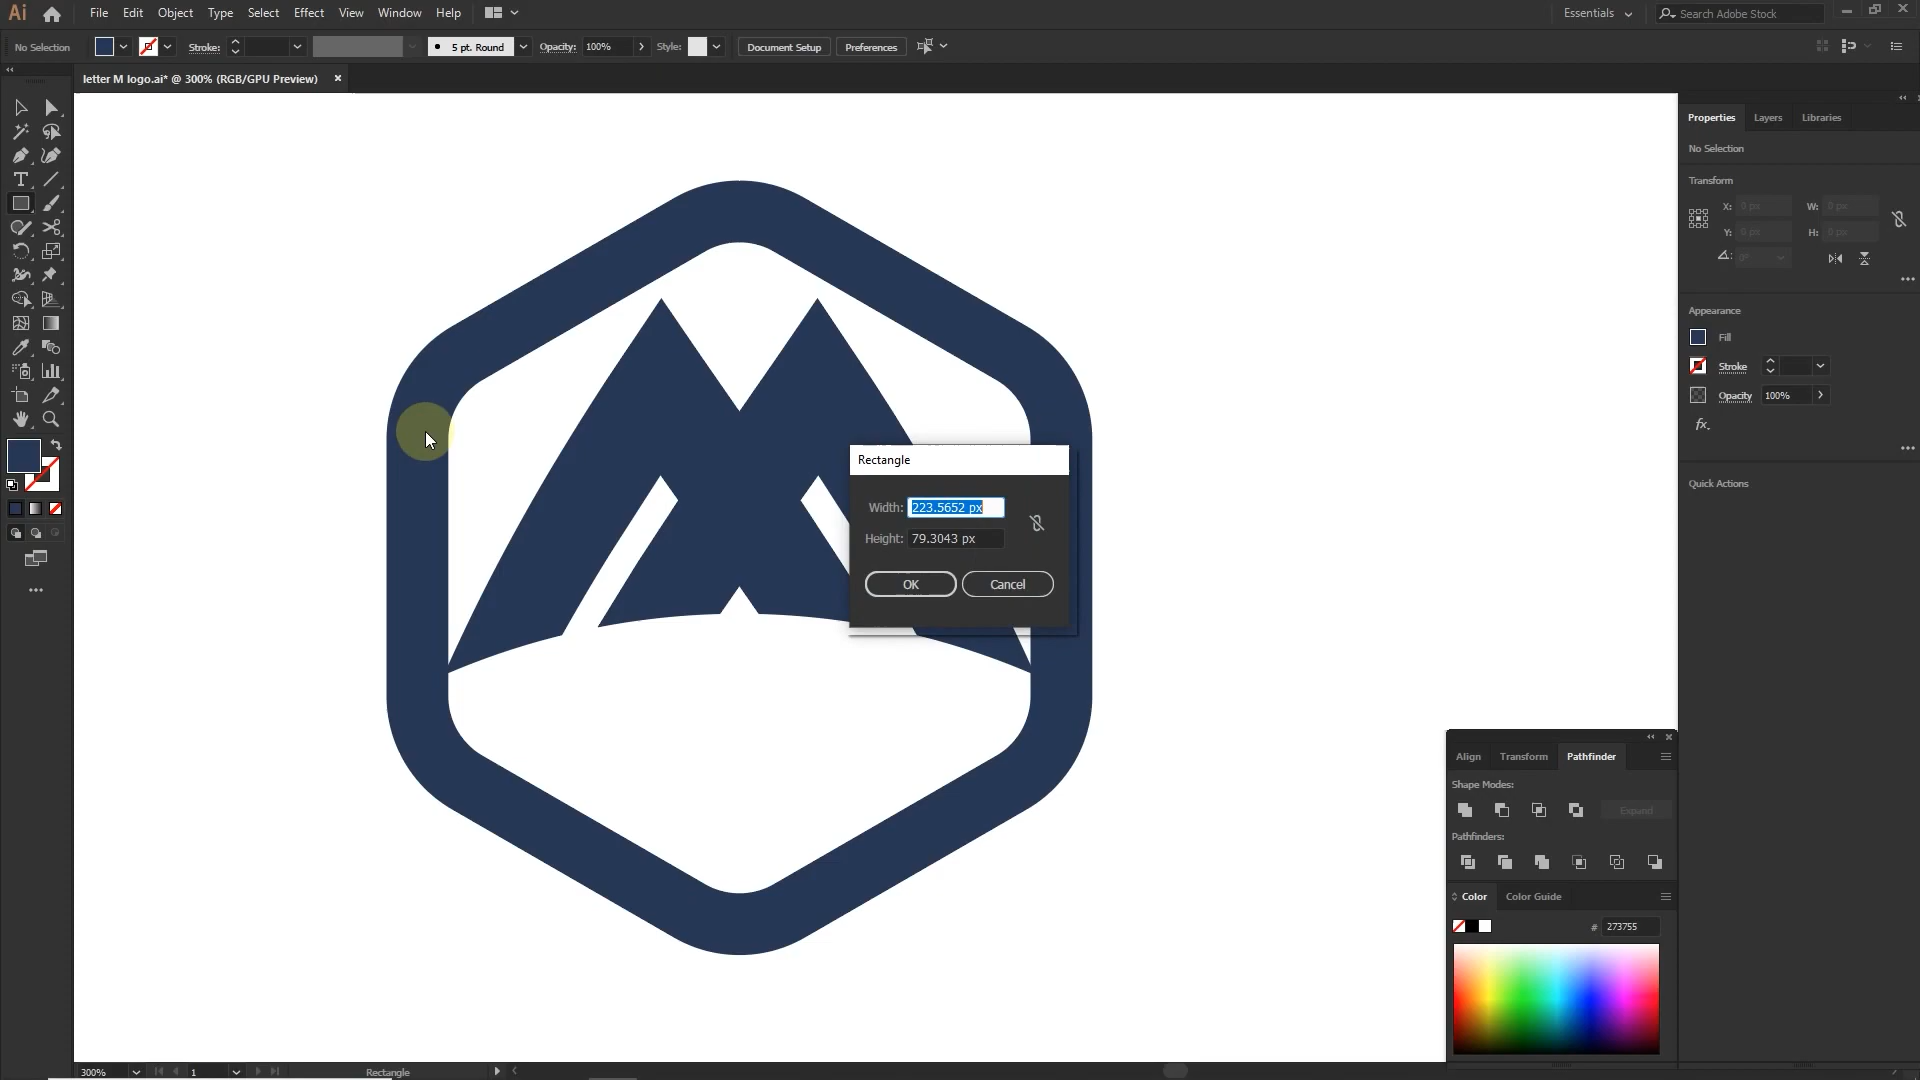 Ai File Edit Object Type Select Effect View Window Help Essentials Search Adobe Stock
No Selection Stroke: 5 pt. Round Opacity: 100% Style: Document Setup Preferences
letter M logo.ai* @ 300% (RGB/GPU Preview)
Properties Layers Libraries
No Selection
Transform
X: 0 px W: 0 px
Y: 0 px H: 0 px
0°
Appearance
Fill
Stroke
Opacity 100%
fx
Quick Actions
Rectangle
Width: 223.5652 px
Height: 79.3043 px
OK Cancel
Align Transform Pathfinder
Shape Modes:
Expand
Pathfinders:
Color Color Guide
# 273755
300% 1 Rectangle